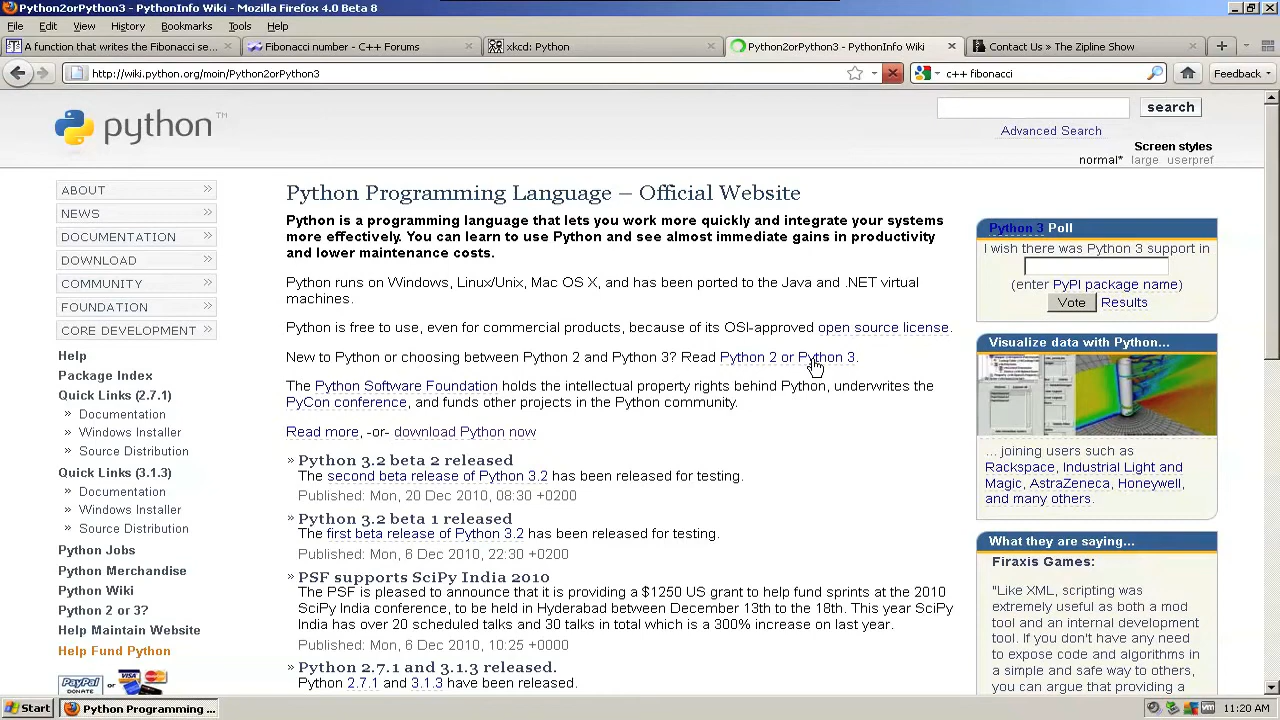 Python2orPython3 - PythonInfo Wiki - Mozilla Firefox 4.0 Beta 8
File Edit View History Bookmarks Tools Help
A function that writes the Fibonacci se... Fibonacci number - C++ Forums xkcd: Python Python2orPython3 - PythonInfo Wiki Contact Us » The Zipline Show
http://wiki.python.org/moin/Python2orPython3 c++ fibonacci Feedback
python™
search
Advanced Search
Screen styles
normal* large userpref
ABOUT »
NEWS »
DOCUMENTATION »
DOWNLOAD »
COMMUNITY »
FOUNDATION »
CORE DEVELOPMENT »
Help
Package Index
Quick Links (2.7.1)
» Documentation
» Windows Installer
» Source Distribution
Quick Links (3.1.3)
» Documentation
» Windows Installer
» Source Distribution
Python Jobs
Python Merchandise
Python Wiki
Python 2 or 3?
Help Maintain Website
Help Fund Python
PayPal
DONATE
or VISA
Python Programming Language – Official Website
Python is a programming language that lets you work more quickly and integrate your systems
more effectively. You can learn to use Python and see almost immediate gains in productivity
and lower maintenance costs.
Python runs on Windows, Linux/Unix, Mac OS X, and has been ported to the Java and .NET virtual
machines.
Python is free to use, even for commercial products, because of its OSI-approved open source license.
New to Python or choosing between Python 2 and Python 3? Read Python 2 or Python 3.
The Python Software Foundation holds the intellectual property rights behind Python, underwrites the
PyCon conference, and funds other projects in the Python community.
Read more, -or- download Python now
» Python 3.2 beta 2 released
The second beta release of Python 3.2 has been released for testing.
Published: Mon, 20 Dec 2010, 08:30 +0200
» Python 3.2 beta 1 released
The first beta release of Python 3.2 has been released for testing.
Published: Mon, 6 Dec 2010, 22:30 +0200
» PSF supports SciPy India 2010
The PSF is pleased to announce that it is providing a $1250 US grant to help fund sprints at the 2010
SciPy India conference, to be held in Hyderabad between December 13th to the 18th. This year SciPy
India has over 20 scheduled talks and 30 talks in total which is a 300% increase on last year.
Published: Mon, 6 Dec 2010, 10:25 +0000
» Python 2.7.1 and 3.1.3 released.
Python 2.7.1 and 3.1.3 have been released.
Python 3 Poll
I wish there was Python 3 support in
(enter PyPI package name)
Vote Results
Visualize data with Python...
... joining users such as
Rackspace, Industrial Light and
Magic, AstraZeneca, Honeywell,
and many others.
What they are saying...
Firaxis Games:
"Like XML, scripting was
extremely useful as both a mod
tool and an internal development
tool. If you don't have any need
to expose code and algorithms in
a simple and safe way to others,
you can argue that providing a
Start Python Programming ... 11:20 AM